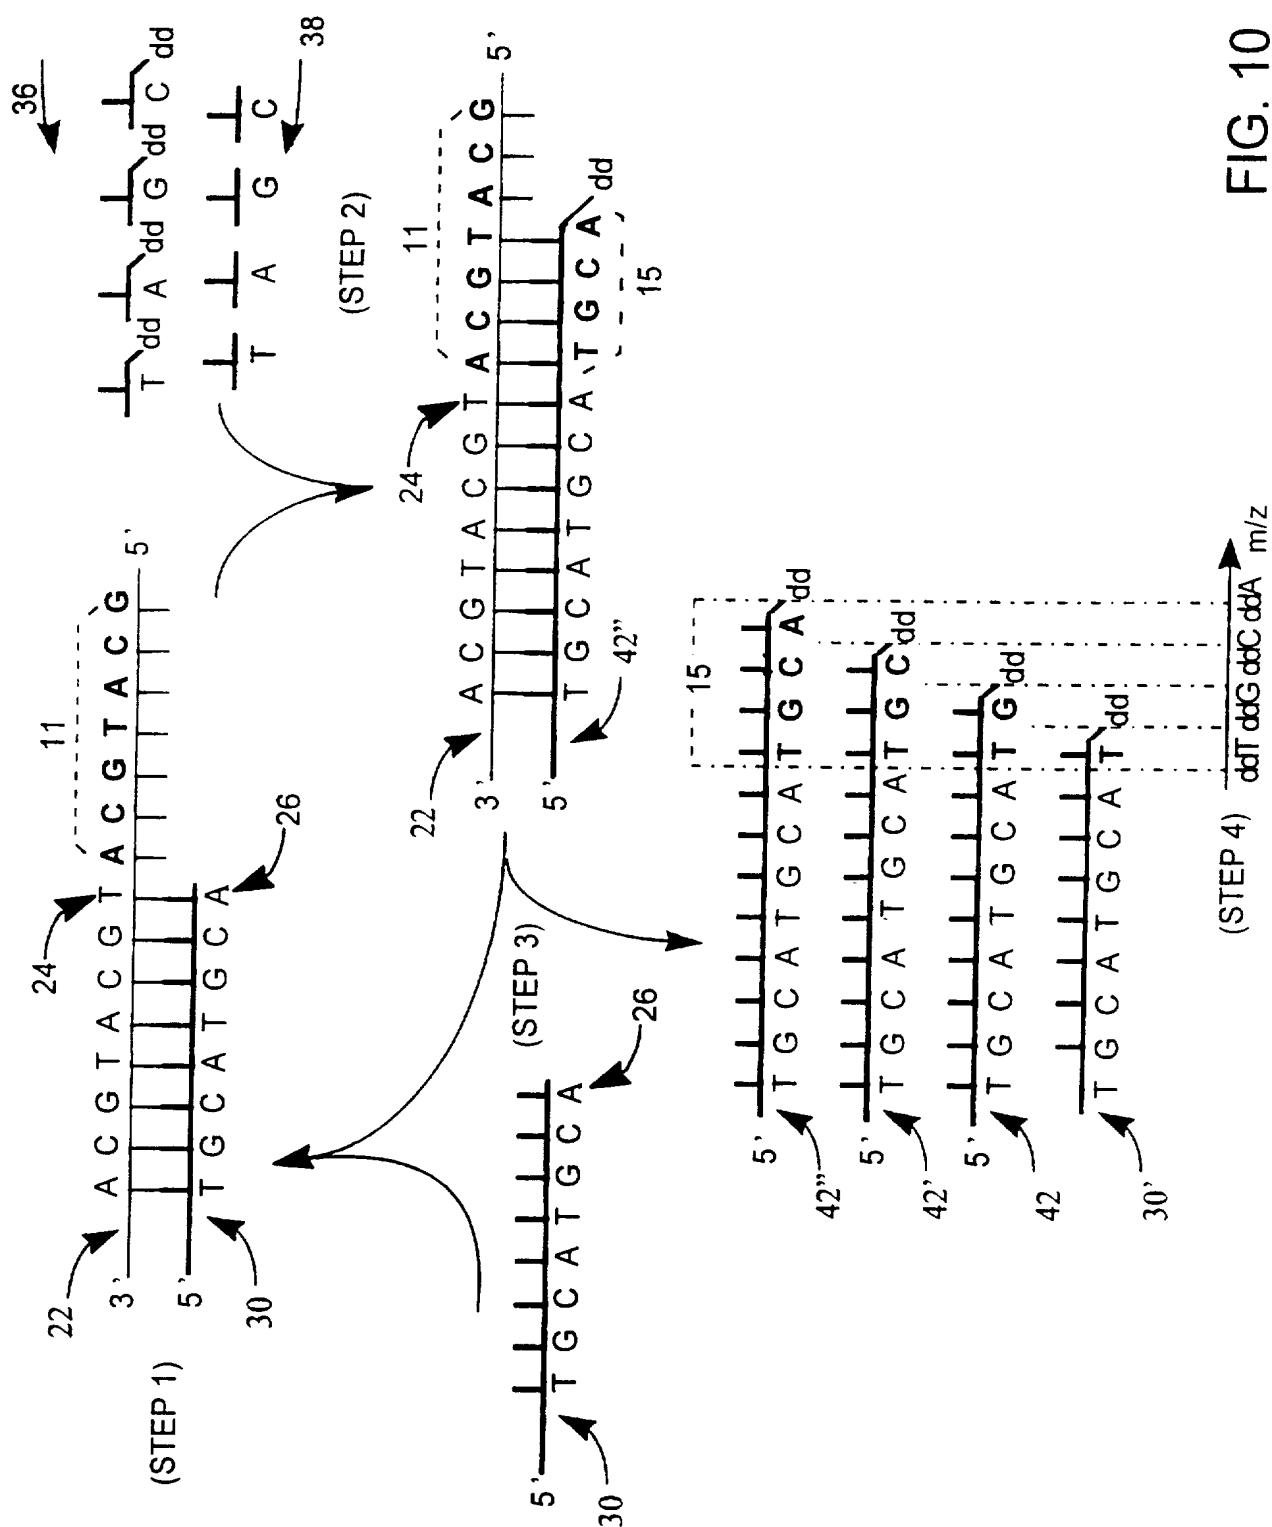 36
T dd A dd G dd C dd
T A G C
38
11
24
22
3' A C G T A C G T A C G T A C G 5'
5' T G C A T G C A
26
30
(STEP 1)
(STEP 2)
11
24
22
3' A C G T A C G T A C G T A C G 5'
5' T G C A T G C A T G C A dd
15
42"
(STEP 3)
5' T G C A T G C A
26
30
15
5' T G C A T G C A T G C A dd
42"
5' T G C A T G C A T G C dd
42'
5' T G C A T G C A T G dd
42
T G C A T G C A T dd
30'
ddT ddG ddC ddA m/z
(STEP 4)
FIG. 10